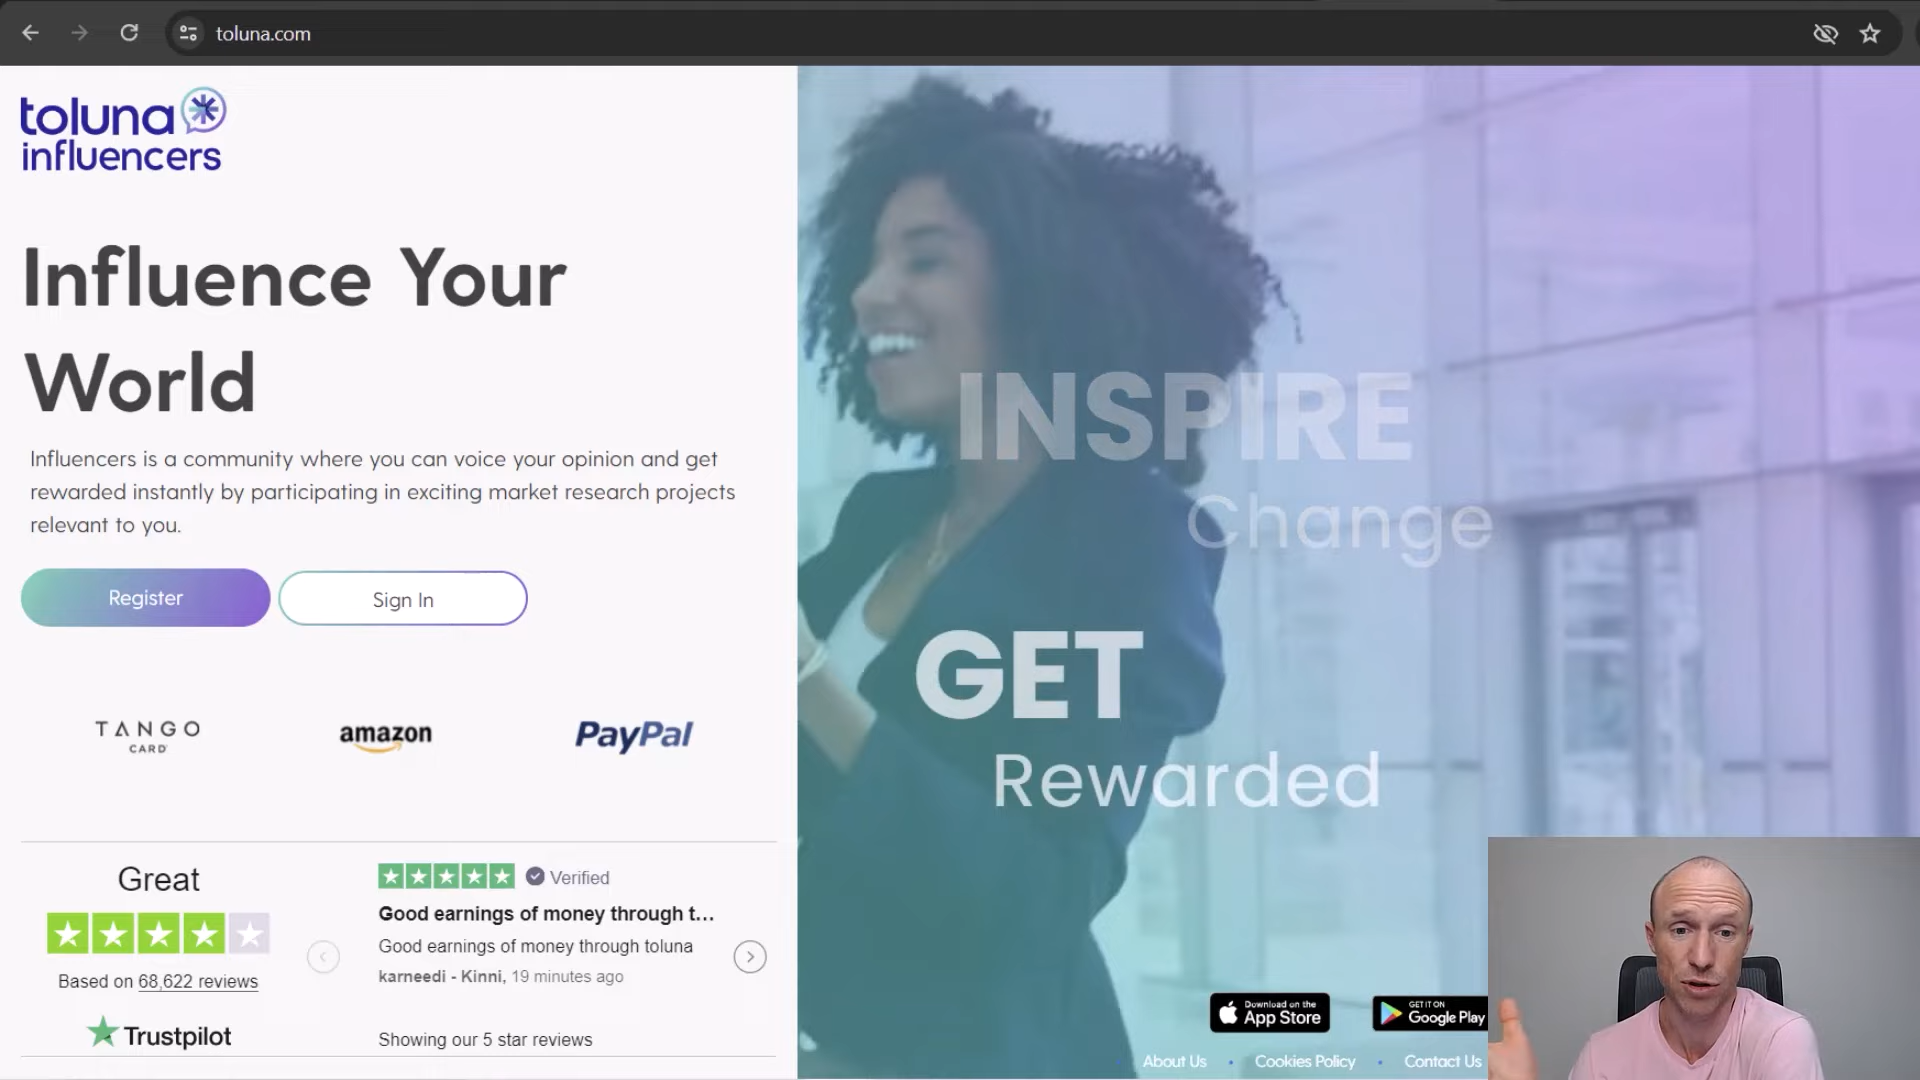 toluna.com
toluna
influencers
Influence Your
World
Influencers is a community where you can voice your opinion and get
rewarded instantly by participating in exciting market research projects
relevant to you.
Register
Sign In
TANGO
CARD
amazon
PayPal
Great
Based on 68,622 reviews
Trustpilot
Verified
Good earnings of money through t...
Good earnings of money through toluna
karneedi - Kinni, 19 minutes ago
Showing our 5 star reviews
INSPIRE
Change
GET
Rewarded
Download on the
App Store
GET IT ON
Google Play
About Us
Cookies Policy
Contact Us